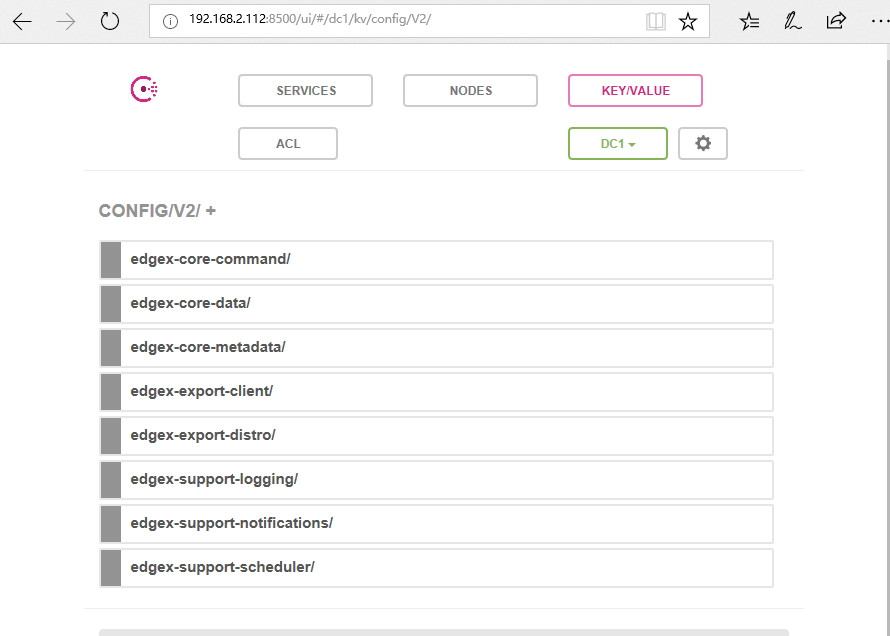 192.168.2.112:8500/ui/#/dc1/kv/config/V2/
SERVICES NODES KEY/VALUE
ACL DC1
CONFIG/V2/ +
edgex-core-command/
edgex-core-data/
edgex-core-metadata/
edgex-export-client/
edgex-export-distro/
edgex-support-logging/
edgex-support-notifications/
edgex-support-scheduler/